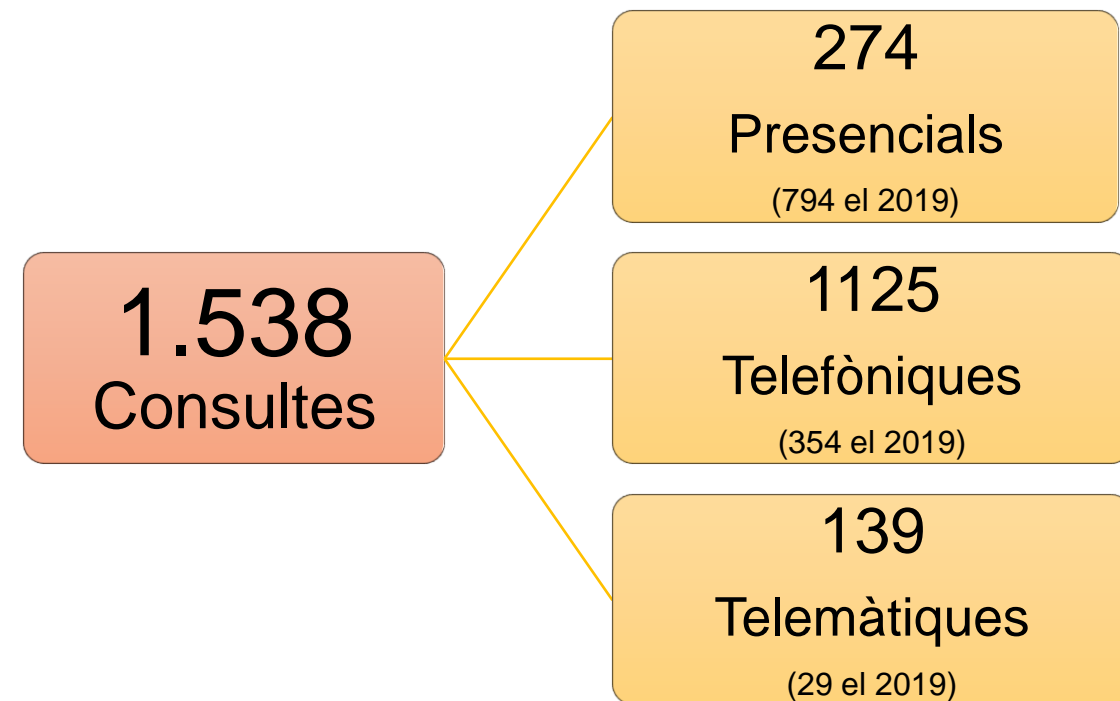 1.538
Consultes
274
Presencials
(794 el 2019)
1125
Telefòniques
(354 el 2019)
139
Telemàtiques
(29 el 2019)